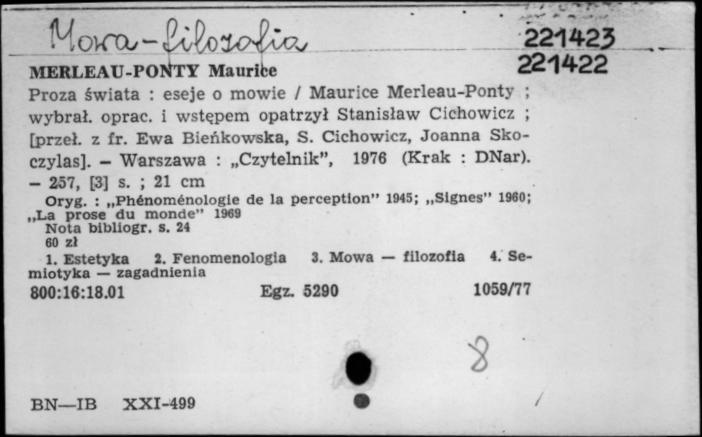 Mowa - filozofia 221423
221422
MERLEAU-PONTY Maurice
Proza świata : eseje o mowie / Maurice Merleau-Ponty ;
wybrał. oprac. i wstępem opatrzył Stanisław Cichowicz ;
[przeł. z fr. Ewa Bieńkowska, S. Cichowicz, Joanna Sko-
czylas]. — Warszawa : „Czytelnik”, 1976 (Krak : DNar).
— 257, [3] s. ; 21 cm
Oryg. : „Phénoménologie de la perception” 1945; „Signes” 1960;
„La prose du monde” 1969
Nota bibliogr. s. 24
60 zł
1. Estetyka 2. Fenomenologia 3. Mowa — filozofia 4. Se-
miotyka — zagadnienia
800:16:18.01 Egz. 5290 1059/77
8
BN—IB XXI-499